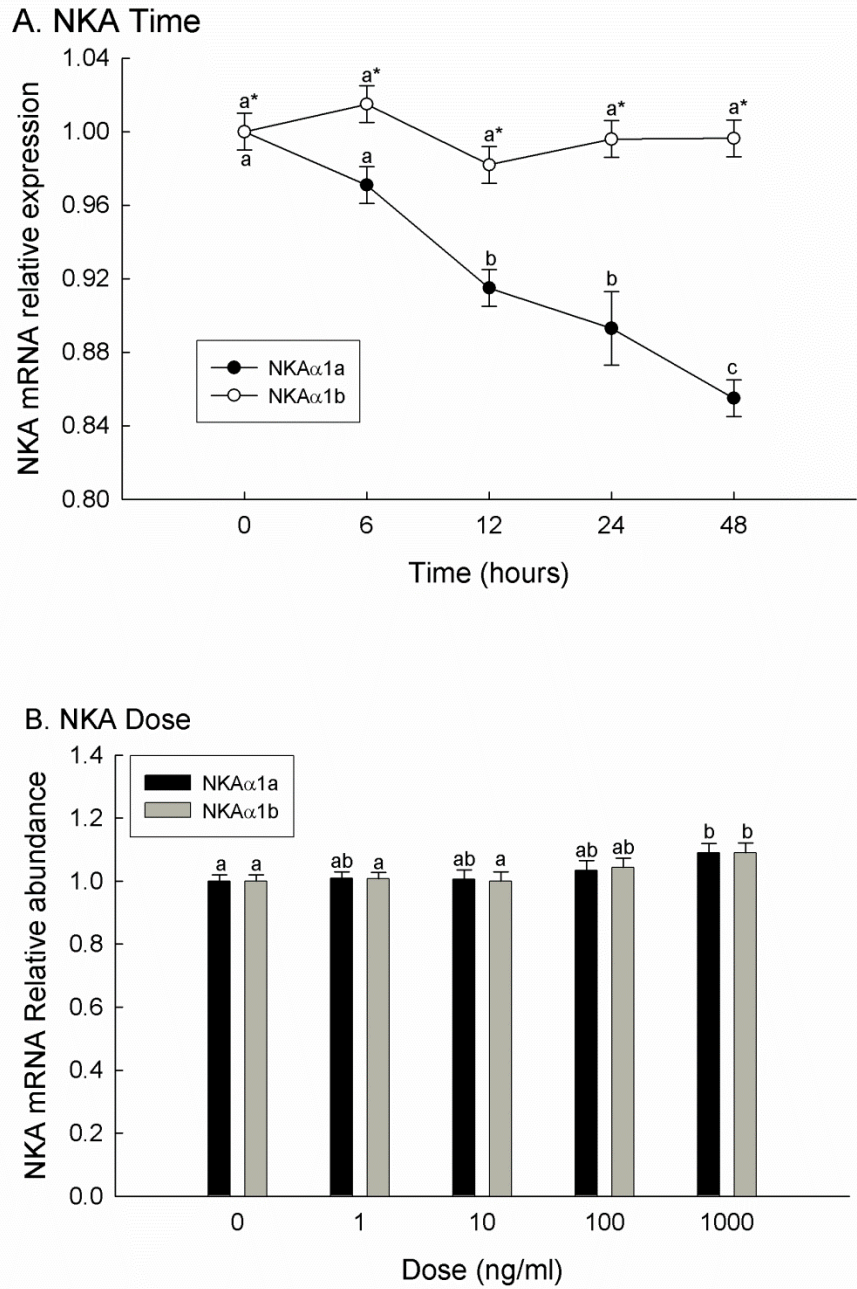 A. NKA Time
1.04
a*
a*
1.00
a*
a*
a*
a
a
0.96
NKA mRNA relative expression
0.92
b
b
0.88
NKAα1a
c
NKAα1b
0.84
0.80
0 6 12 24 48
Time (hours)
B. NKA Dose
1.4
NKAα1a
NKAα1b
1.2
a a ab a ab a ab ab b b
1.0
NKA mRNA Relative abundance
0.8
0.6
0.4
0.2
0.0
0 1 10 100 1000
Dose (ng/ml)